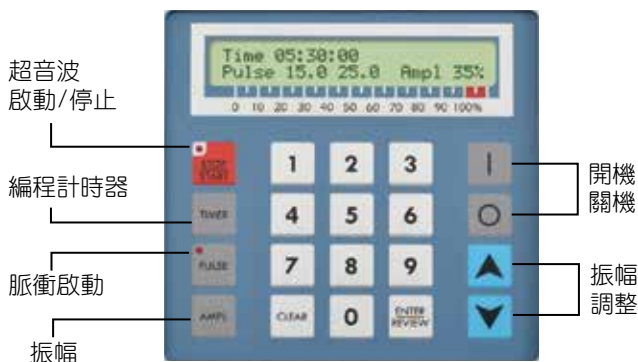 Time 05:30:00
Pulse 15.0 25.0 Ampl 35%
0 10 20 30 40 50 60 70 80 90 100%
超音波
啟動/停止
STOP
START
1
2
3
I
開機
關機
編程計時器
TIMER
4
5
6
O
脈衝啟動
PULSE
7
8
9
振幅
調整
振幅
AMPL
CLEAR
0
ENTER
REVIEW